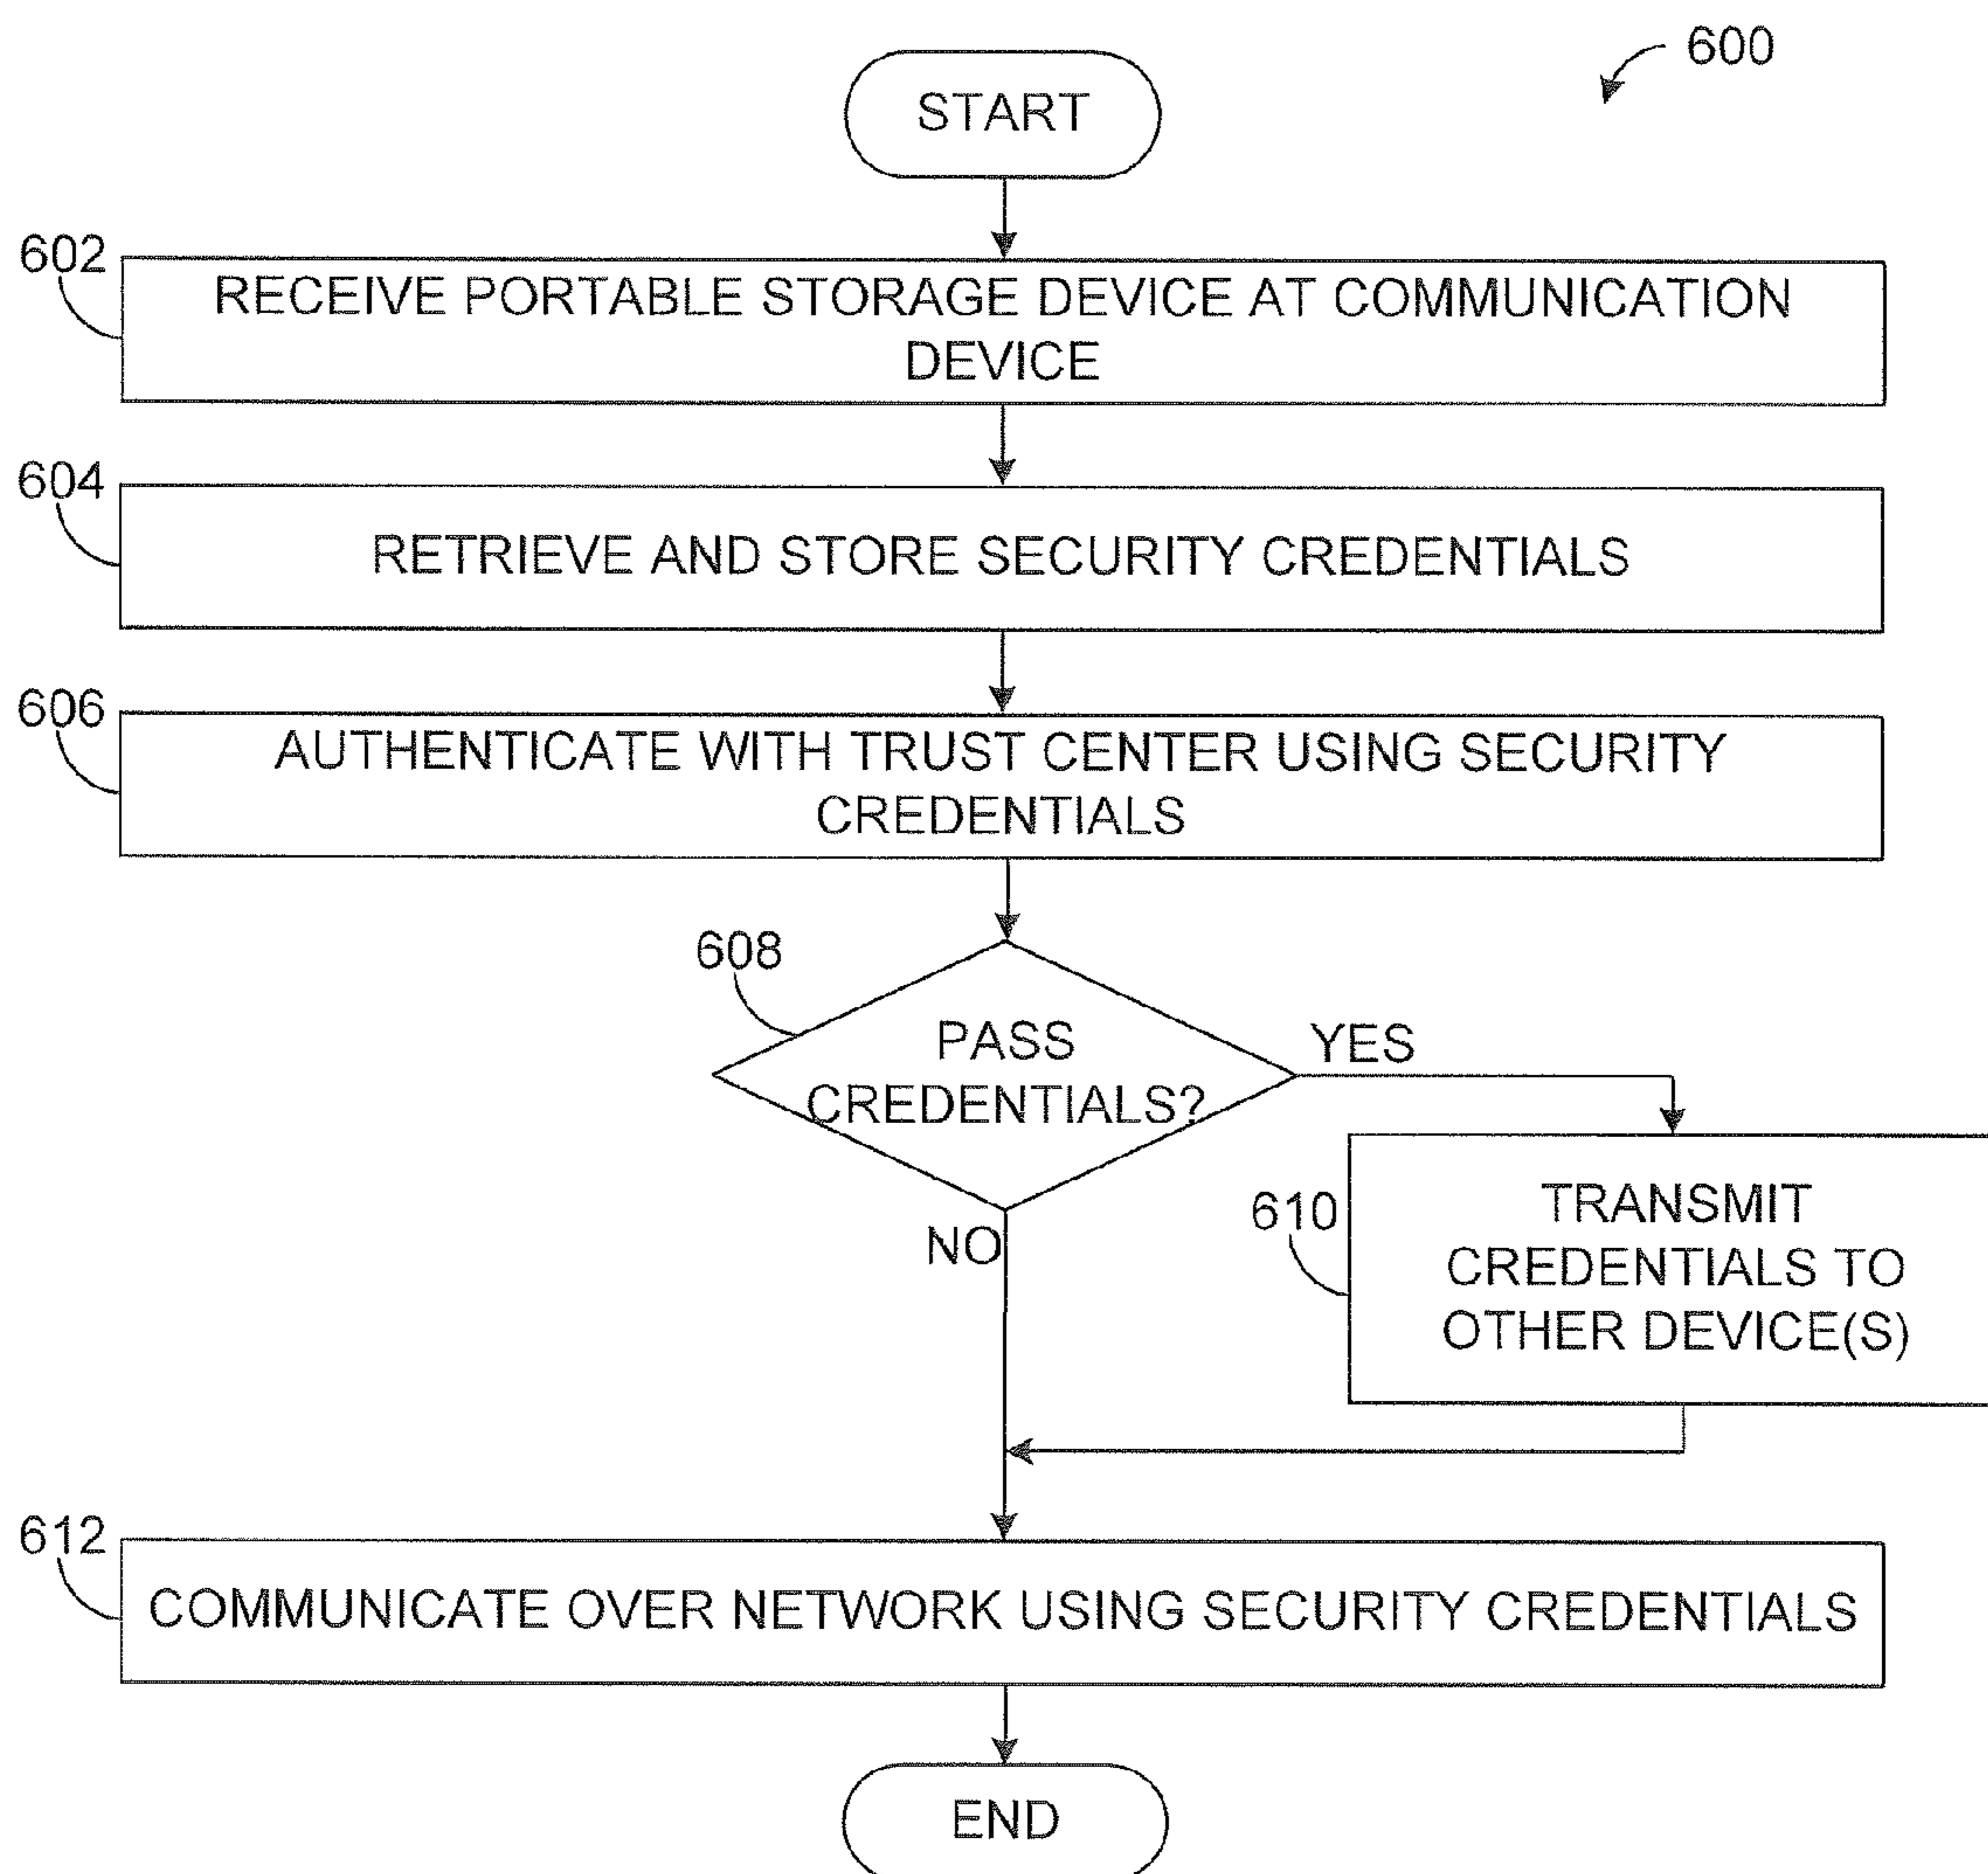 600
START
602
RECEIVE PORTABLE STORAGE DEVICE AT COMMUNICATION
DEVICE
604
RETRIEVE AND STORE SECURITY CREDENTIALS
606
AUTHENTICATE WITH TRUST CENTER USING SECURITY
CREDENTIALS
608
PASS
CREDENTIALS?
YES
NO
610
TRANSMIT
CREDENTIALS TO
OTHER DEVICE(S)
612
COMMUNICATE OVER NETWORK USING SECURITY CREDENTIALS
END